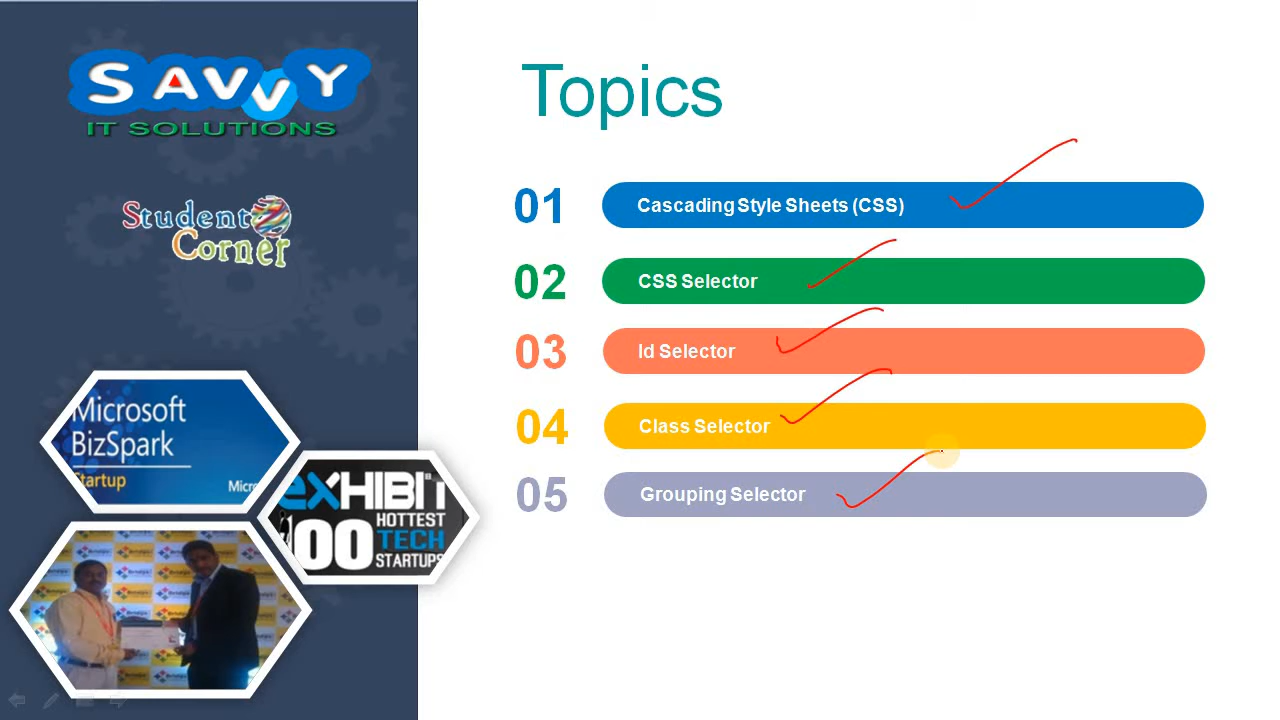 SAVVY
IT SOLUTIONS
Student
Corner
Microsoft
BizSpark
Startup
Micr
eXHIBIT
100
HOTTEST
TECH
STARTUPS
Topics
01 Cascading Style Sheets (CSS)
02 CSS Selector
03 Id Selector
04 Class Selector
05 Grouping Selector